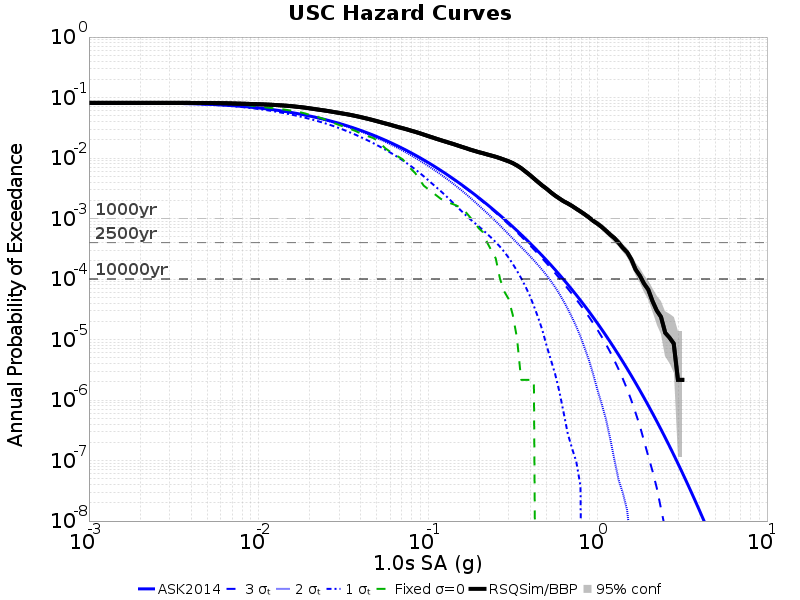 USC Hazard Curves
Annual Probability of Exceedance
10⁰
10⁻¹
10⁻²
10⁻³
10⁻⁴
10⁻⁵
10⁻⁶
10⁻⁷
10⁻⁸
1000yr
2500yr
10000yr
10⁻³ 10⁻² 10⁻¹ 10⁰ 10¹
1.0s SA (g)
ASK2014 3 σₜ 2 σₜ 1 σₜ Fixed σ=0 RSQSim/BBP 95% conf